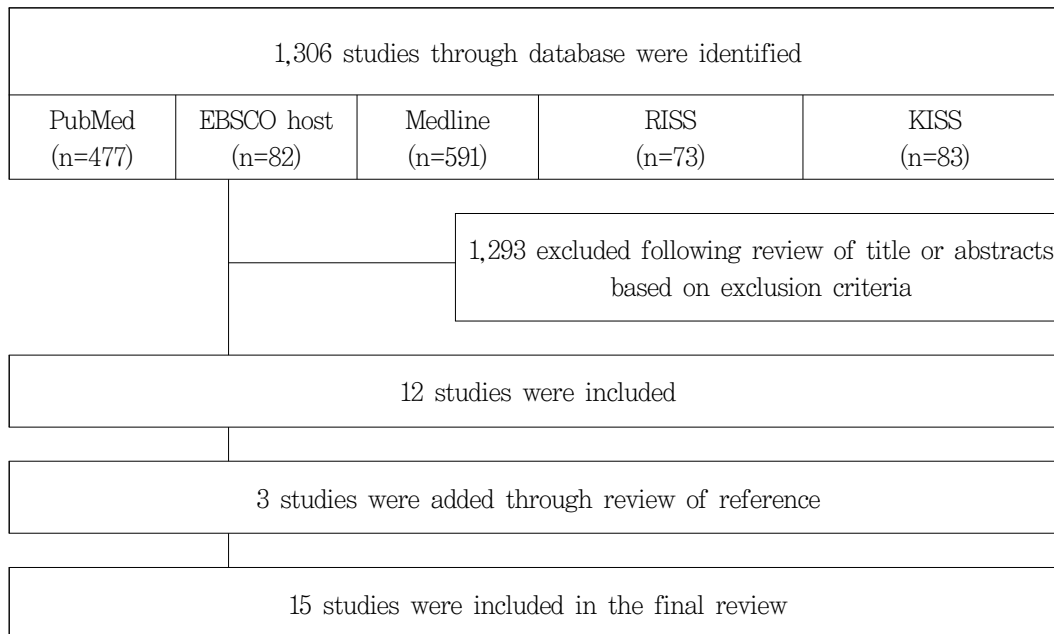 1,306 studies through database were identified
PubMed
(n=477)
EBSCO host
(n=82)
Medline
(n=591)
RISS
(n=73)
KISS
(n=83)
1,293 excluded following review of title or abstracts
based on exclusion criteria
12 studies were included
3 studies were added through review of reference
15 studies were included in the final review